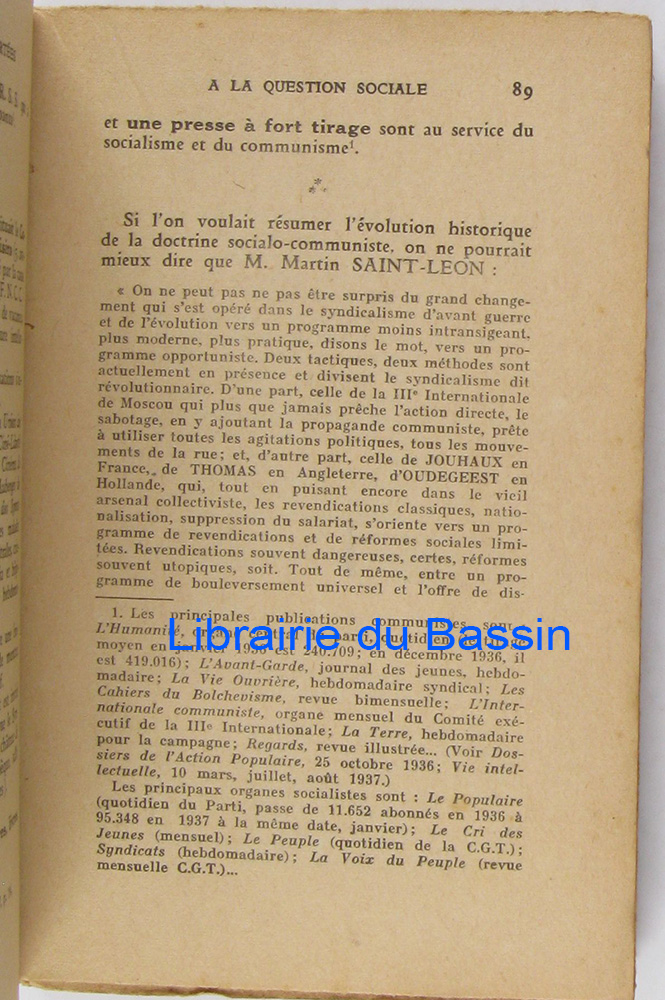 A LA QUESTION SOCIALE 89
et une presse à fort tirage sont au service du
socialisme et du communisme¹.
⁂
Si l'on voulait résumer l'évolution historique
de la doctrine socialo-communiste, on ne pourrait
mieux dire que M. Martin SAINT-LEON :
« On ne peut pas ne pas être surpris du grand change-
ment qui s'est opéré dans le syndicalisme d'avant guerre
et de l'évolution vers un programme moins intransigeant,
plus moderne, plus pratique, disons le mot, vers un pro-
gramme opportuniste. Deux tactiques, deux méthodes sont
actuellement en présence et divisent le syndicalisme dit
révolutionnaire. D'une part, celle de la IIIe Internationale
de Moscou qui plus que jamais prêche l'action directe, le
sabotage, en y ajoutant la propagande communiste, prête
à utiliser toutes les agitations politiques, tous les mouve-
ments de la rue; et, d'autre part, celle de JOUHAUX en
France, de THOMAS en Angleterre, d'OUDEGEEST en
Hollande, qui, tout en puisant encore dans le vieil
arsenal collectiviste, les revendications classiques, natio-
nalisation, suppression du salariat, s'oriente vers un pro-
gramme de revendications et de réformes sociales limi-
tées. Revendications souvent dangereuses, certes, réformes
souvent utopiques, soit. Tout de même, entre un pro-
gramme de bouleversement universel et l'offre de dis-
1. Les principales publications communistes sont
L'Humanité, quotidien
Librairie du Bassin
moyen en janvier est 240.709; en décembre 1936, il
est 419.016); L'Avant-Garde, journal des jeunes, hebdo-
madaire; La Vie Ouvrière, hebdomadaire syndical; Les
Cahiers du Bolchevisme, revue bimensuelle; L'Inter-
nationale communiste, organe mensuel du Comité exé-
cutif de la IIIe Internationale; La Terre, hebdomadaire
pour la campagne; Regards, revue illustrée... (Voir Dos-
siers de l'Action Populaire, 25 octobre 1936; Vie intel-
lectuelle, 10 mars, juillet, août 1937.)
Les principaux organes socialistes sont : Le Populaire
(quotidien du Parti, passe de 11.652 abonnés en 1936 à
95.348 en 1937 à la même date, janvier); Le Cri des
Jeunes (mensuel); Le Peuple (quotidien de la C.G.T.);
Syndicats (hebdomadaire); La Voix du Peuple (revue
mensuelle C.G.T.)...